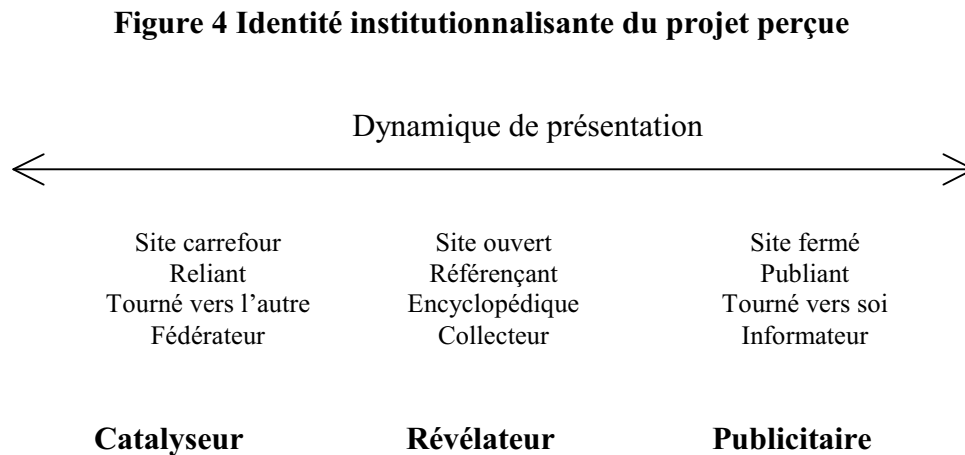 Figure 4 Identité institutionnalisante du projet perçue
Dynamique de présentation
Site carrefour Site ouvert Site fermé
Reliant Référençant Publiant
Tourné vers l’autre Encyclopédique Tourné vers soi
Fédérateur Collecteur Informateur
Catalyseur Révélateur Publicitaire